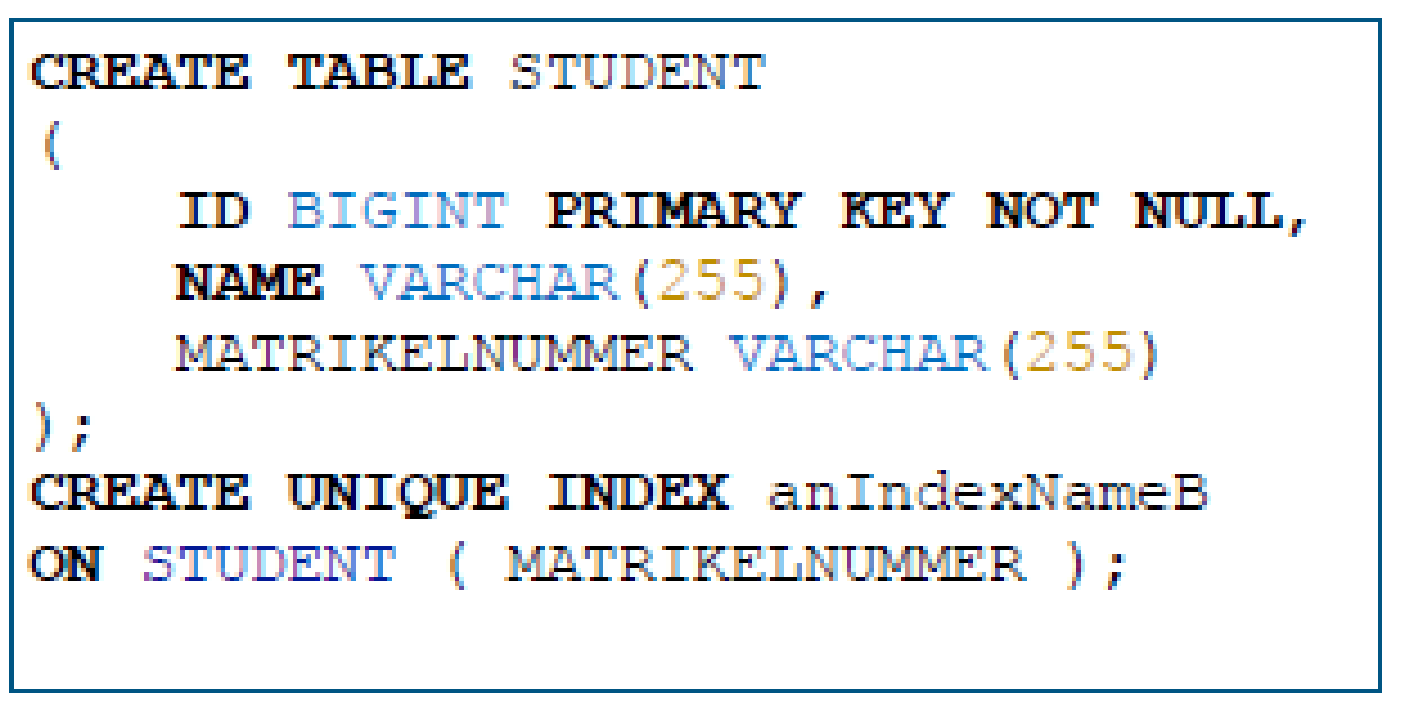 CREATE TABLE STUDENT
(
ID BIGINT PRIMARY KEY NOT NULL,
NAME VARCHAR(255),
MATRIKELNUMMER VARCHAR(255)
);
CREATE UNIQUE INDEX anIndexNameB
ON STUDENT ( MATRIKELNUMMER );